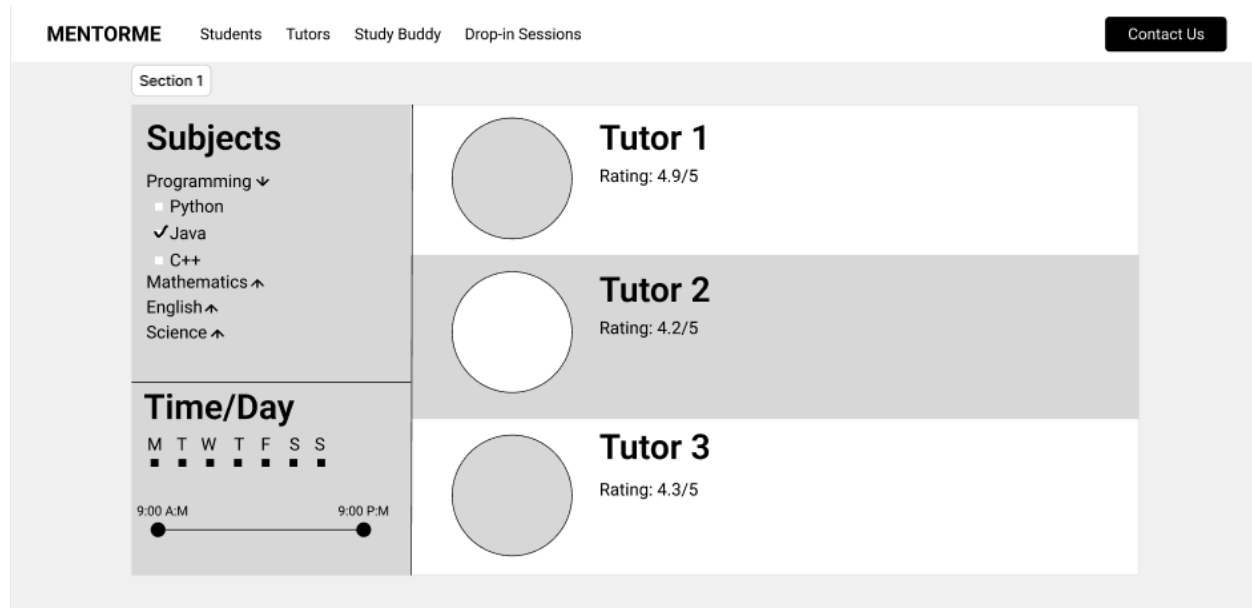 MENTORME Students Tutors Study Buddy Drop-in Sessions Contact Us
Section 1
Subjects
Programming
Python
Java
C++
Mathematics
English
Science
Time/Day
M T W T F S S
9:00 A:M 9:00 P:M
Tutor 1
Rating: 4.9/5
Tutor 2
Rating: 4.2/5
Tutor 3
Rating: 4.3/5